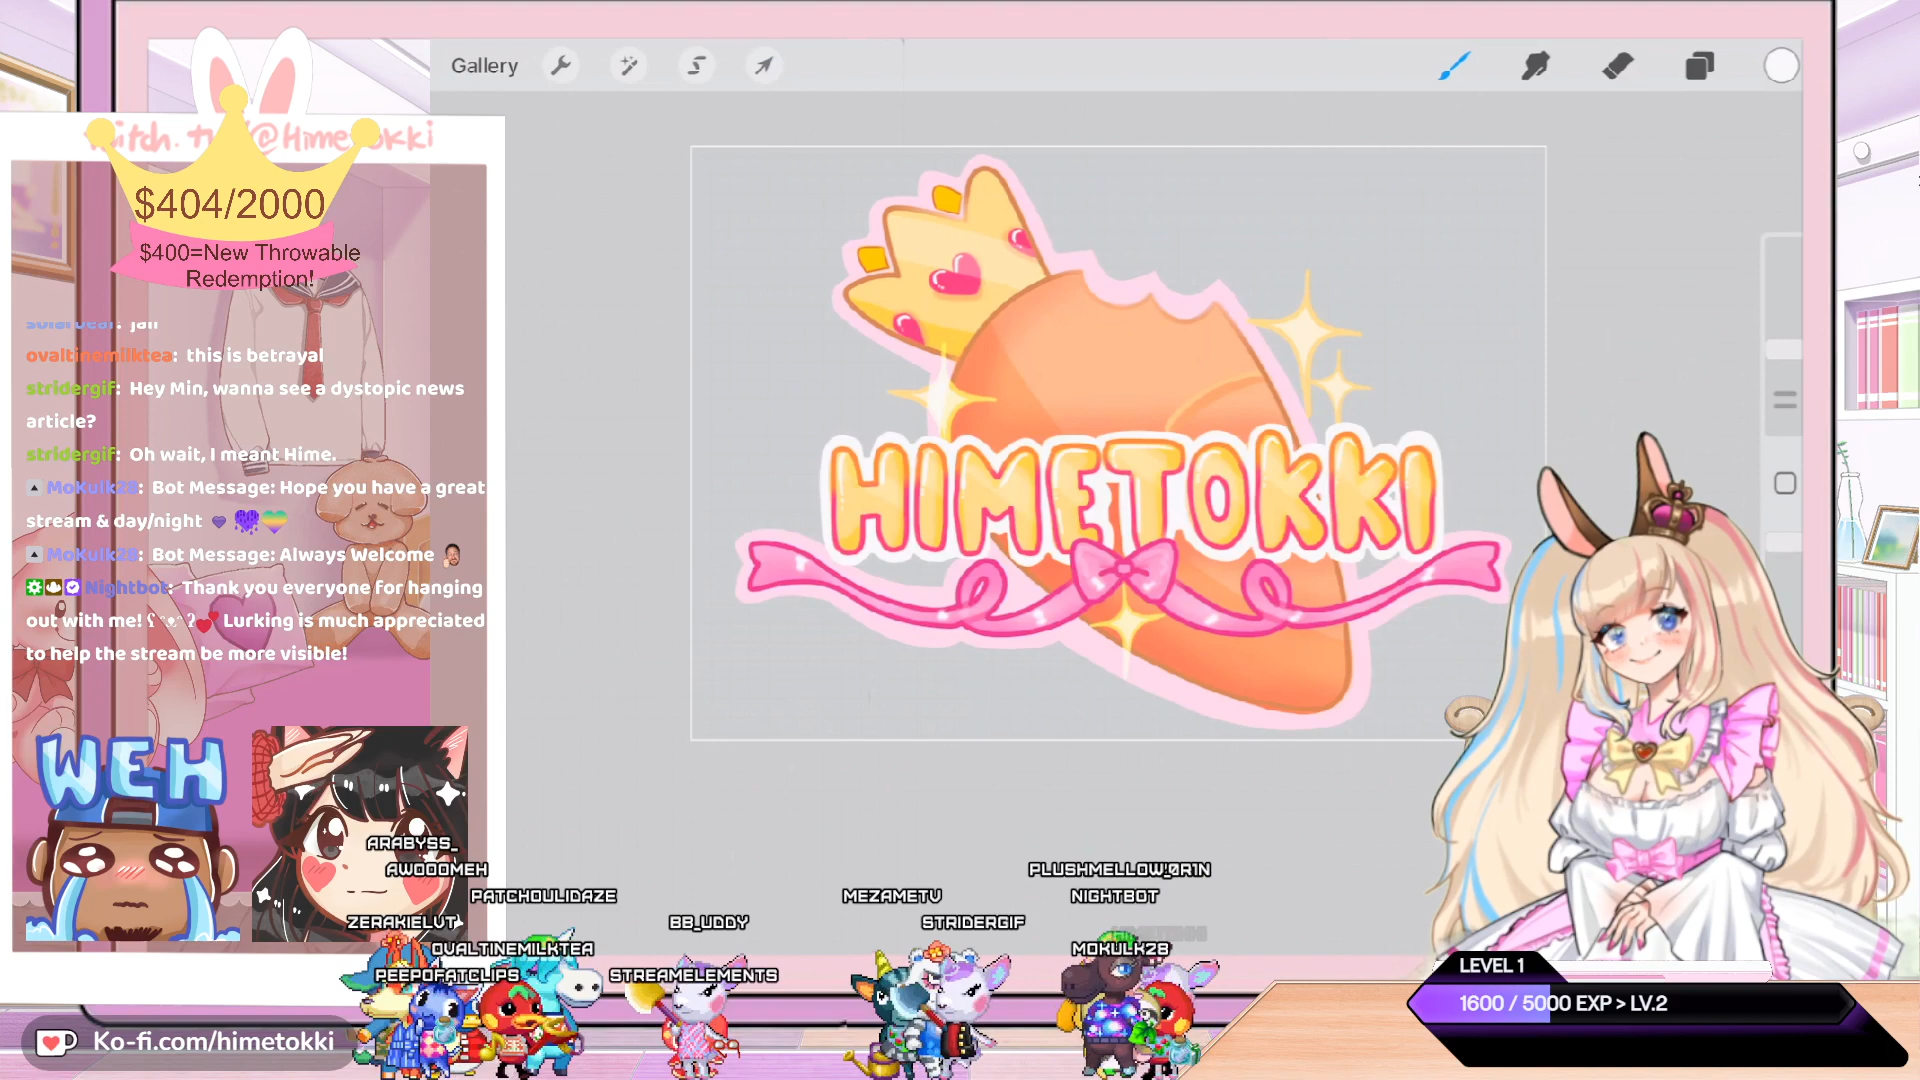 Gallery
@Himetokki
$404/2000
$400=New Throwable
Redemption!
solarbear: jail
ovaltinemilktea: this is betrayal
stridergif: Hey Min, wanna see a dystopic news
article?
stridergif: Oh wait, I meant Hime.
MoKulk28: Bot Message: Hope you have a great
stream & day/night
MoKulk28: Bot Message: Always Welcome
Nightbot: Thank you everyone for hanging
out with me! Lurking is much appreciated
to help the stream be more visible!
HIMETOKKI
WEH
ARABYSS_
AWOOOMEH
PATCHOULIDAZE
ZERAKIELVT
OVALTINEMILKTEA
PEEPOFATCLIPS
BB_UDDY
STREAMELEMENTS
MEZAMETV
STRIDERGIF
PLUSHMELLOW
NIGHTBOT
MOKULK28
LEVEL 1
1600 / 5000 EXP > LV.2
Ko-fi.com/himetokki